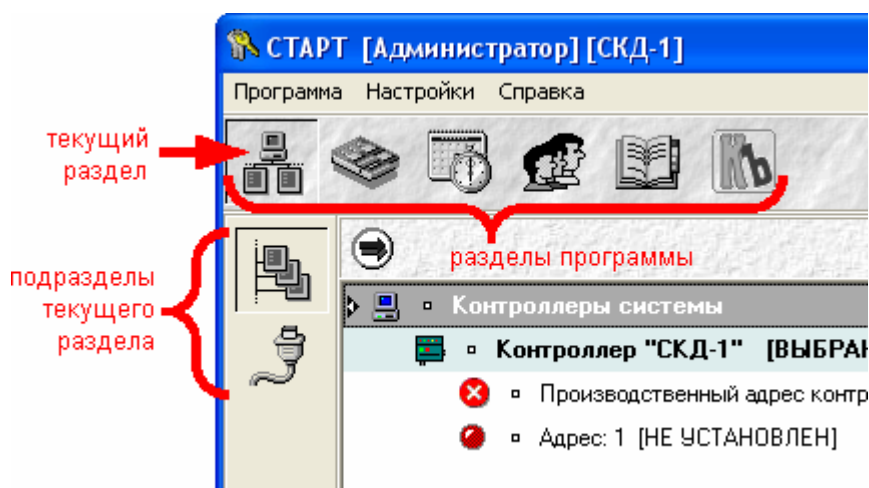 СТАРТ [Администратор] [СКД-1]
Программа Настройки Справка
текущий
раздел
КЬ
разделы программы
подразделы
текущего
раздела
Контроллеры системы
Контроллер "СКД-1" [ВЫБРАН
Производственный адрес контр
Адрес: 1 [НЕ УСТАНОВЛЕН]